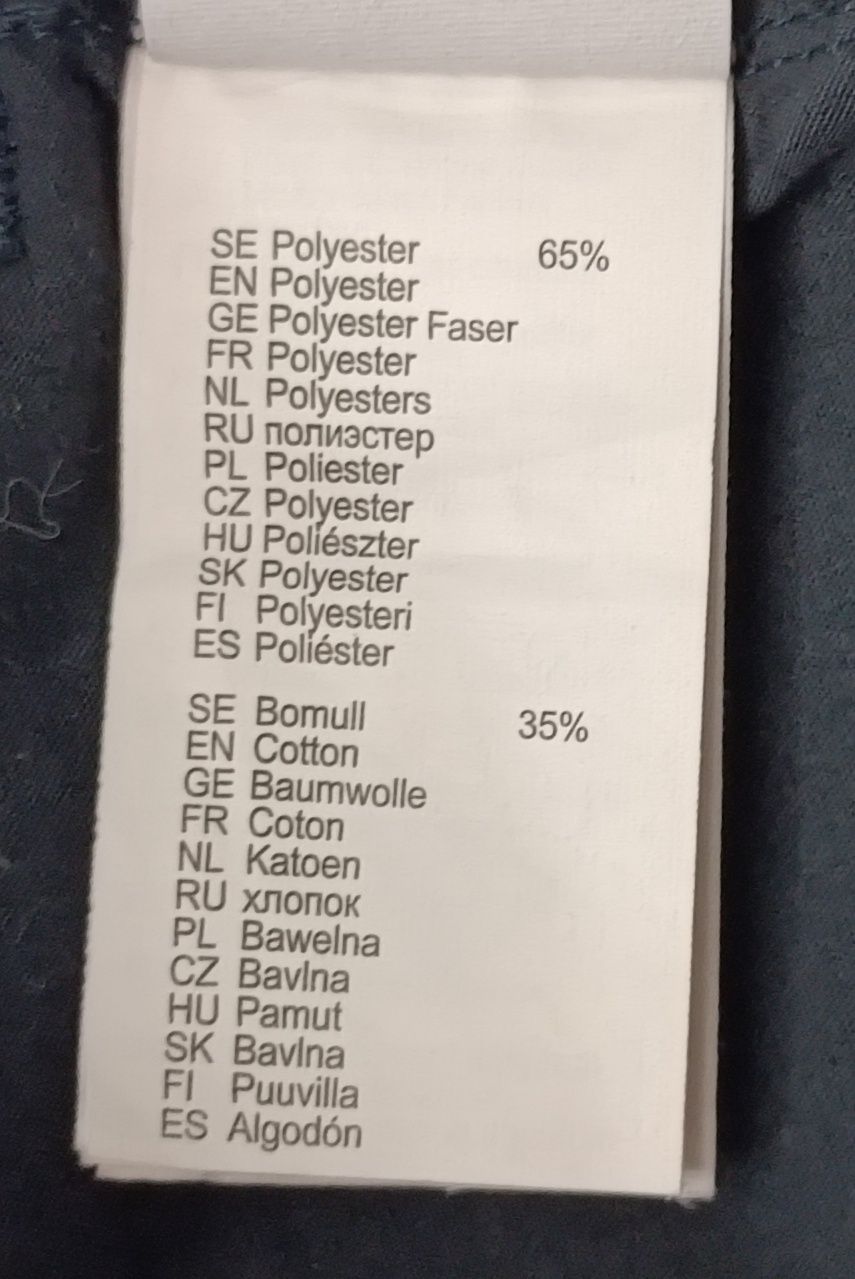 SE Polyester 65%
EN Polyester
GE Polyester Faser
FR Polyester
NL Polyesters
RU полиэстер
PL Poliester
CZ Polyester
HU Poliészter
SK Polyester
FI Polyesteri
ES Poliéster
SE Bomull 35%
EN Cotton
GE Baumwolle
FR Coton
NL Katoen
RU хлопок
PL Bawelna
CZ Bavlna
HU Pamut
SK Bavlna
FI Puuvilla
ES Algodón